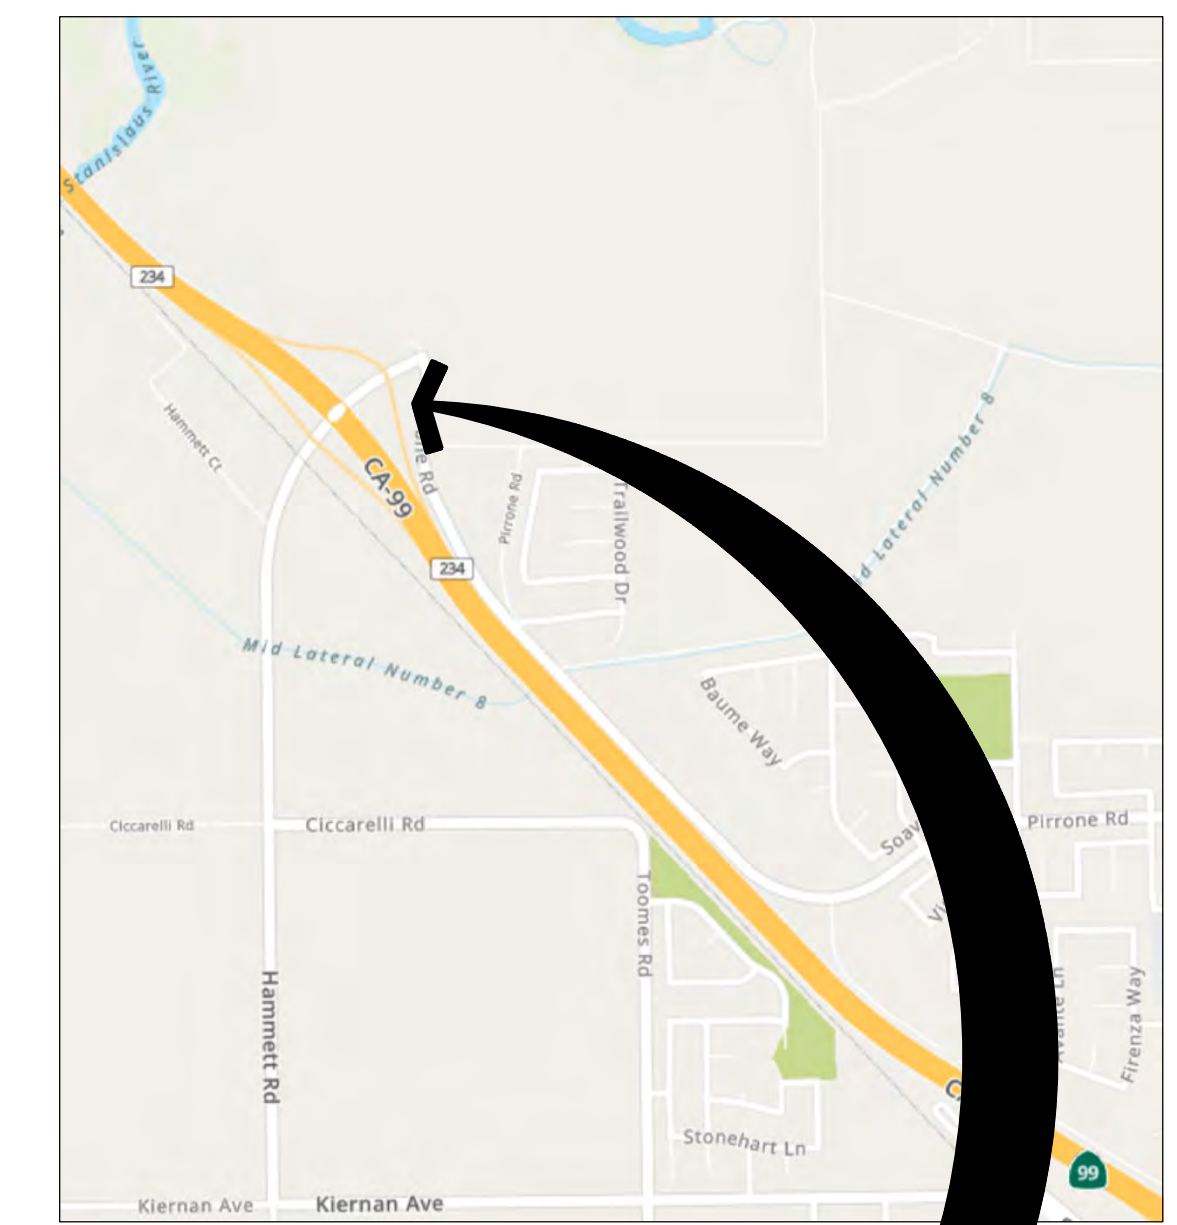 Stanislaus River
234
Hammett Ct
CA-99
Rd
Pirrone Rd
Trailwood Dr
Lateral Number 8
234
Mid Lateral Number 8
Baume Way
Ciccarelli Rd
Ciccarelli Rd
Pirrone Rd
Toomes Rd
Hammett Rd
Firenza Way
Stonehart Ln
99
Kiernan Ave
Kiernan Ave